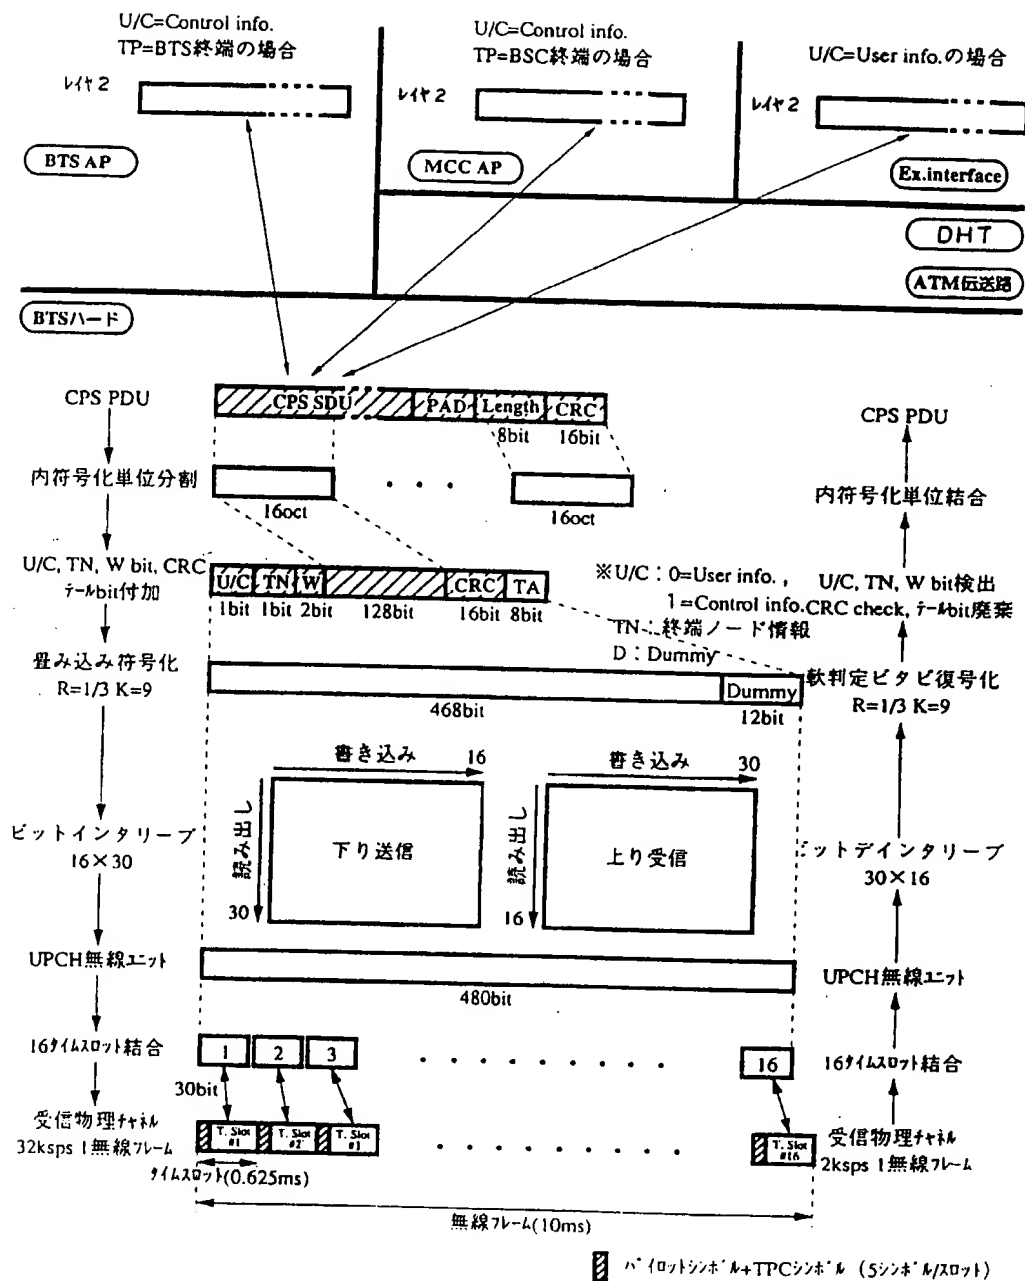 U/C=Control info.
TP=BTS終端の場合
U/C=Control info.
TP=BSC終端の場合
U/C=User info.の場合
ﾚｲﾔ2
ﾚｲﾔ2
ﾚｲﾔ2
BTS AP
MCC AP
Ex.interface
DHT
ATM伝送路
BTSハード
CPS PDU
CPS SDU
PAD
Length
CRC
8bit
16bit
CPS PDU
内符号化単位分割
16oct
・・・
16oct
内符号化単位結合
U/C, TN, W bit, CRC
ﾃｰﾙbit付加
U/C
TN
W
CRC
TA
1bit
1bit
2bit
128bit
16bit
8bit
※U/C：0=User info.，
1=Control info.
TN：終端ノード情報
D：Dummy
U/C, TN, W bit検出
CRC check, ﾃｰﾙbit廃棄
畳み込み符号化
R=1/3 K=9
Dummy
468bit
12bit
軟判定ビタビ復号化
R=1/3 K=9
書き込み
16
読み出し
30
下り送信
書き込み
30
読み出し
16
上り受信
ビットインタリーブ
16×30
ビットデインタリーブ
30×16
UPCH無線ﾕﾆｯﾄ
480bit
UPCH無線ﾕﾆｯﾄ
16ﾀｲﾑｽﾛｯﾄ結合
1
2
3
・・・・・・・・・
16
16ﾀｲﾑｽﾛｯﾄ結合
30bit
受信物理ﾁｬﾈﾙ
32ksps 1無線ﾌﾚｰﾑ
T. Slot
#1
T. Slot
#2
T. Slot
#3
・・・・・・・・・
T. Slot
#16
受信物理ﾁｬﾈﾙ
2ksps 1無線ﾌﾚｰﾑ
ﾀｲﾑｽﾛｯﾄ(0.625ms)
無線ﾌﾚｰﾑ(10ms)
ﾊﾟｲﾛｯﾄｼﾝﾎﾞﾙ+TPCｼﾝﾎﾞﾙ（5ｼﾝﾎﾞﾙ/ｽﾛｯﾄ）